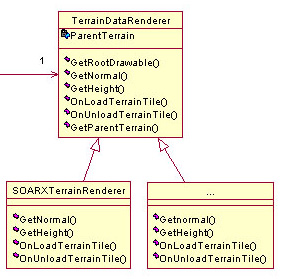 TerrainDataRenderer
ParentTerrain
1
GetRootDrawable()
GetNormal()
GetHeight()
OnLoadTerrainTile()
OnUnloadTerrainTile()
GetParentTerrain()
SOARXTerrainRenderer
GetNormal()
GetHeight()
OnLoadTerrainTile()
OnUnloadTerrainTile()
...
Getnormal()
GetHeight()
OnLoadTerrainTile()
OnUnloadTerrainTile()